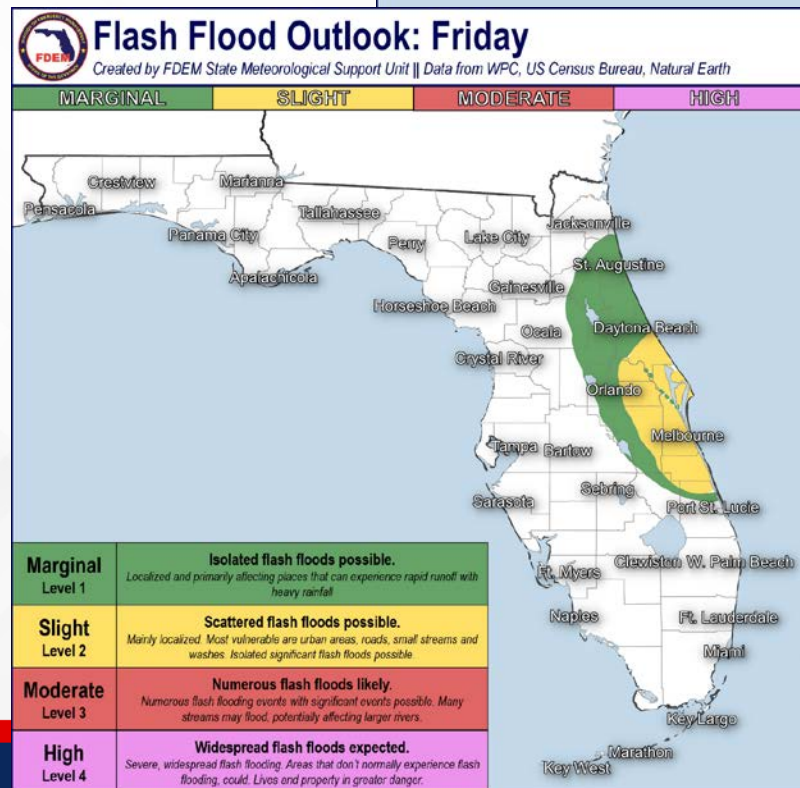 FDEM
Flash Flood Outlook: Friday
Created by FDEM State Meteorological Support Unit || Data from WPC, US Census Bureau, Natural Earth
MARGINAL SLIGHT MODERATE HIGH
Crestview Marianna
Pensacola Tallahassee Jacksonville
Panama City Perry Lake City
Apalachicola St. Augustine
Gainesville
Horseshoe Beach
Ocala Daytona Beach
Crystal River
Orlando
Melbourne
Tampa Bartow
Sebring
Sarasota Port St. Lucie
Clewiston W. Palm Beach
Ft. Myers
Naples Ft. Lauderdale
Miami
Key Largo
Marathon
Key West
Marginal
Level 1
Isolated flash floods possible.
Localized and primarily affecting places that can experience rapid runoff with
heavy rainfall
Slight
Level 2
Scattered flash floods possible.
Mainly localized. Most vulnerable are urban areas, roads, small streams and
washes. Isolated significant flash floods possible
Moderate
Level 3
Numerous flash floods likely.
Numerous flash flooding events with significant events possible. Many
streams may flood, potentially affecting larger rivers.
High
Level 4
Widespread flash floods expected.
Severe, widespread flash flooding. Areas that don't normally experience flash
flooding, could. Lives and property in greater danger.